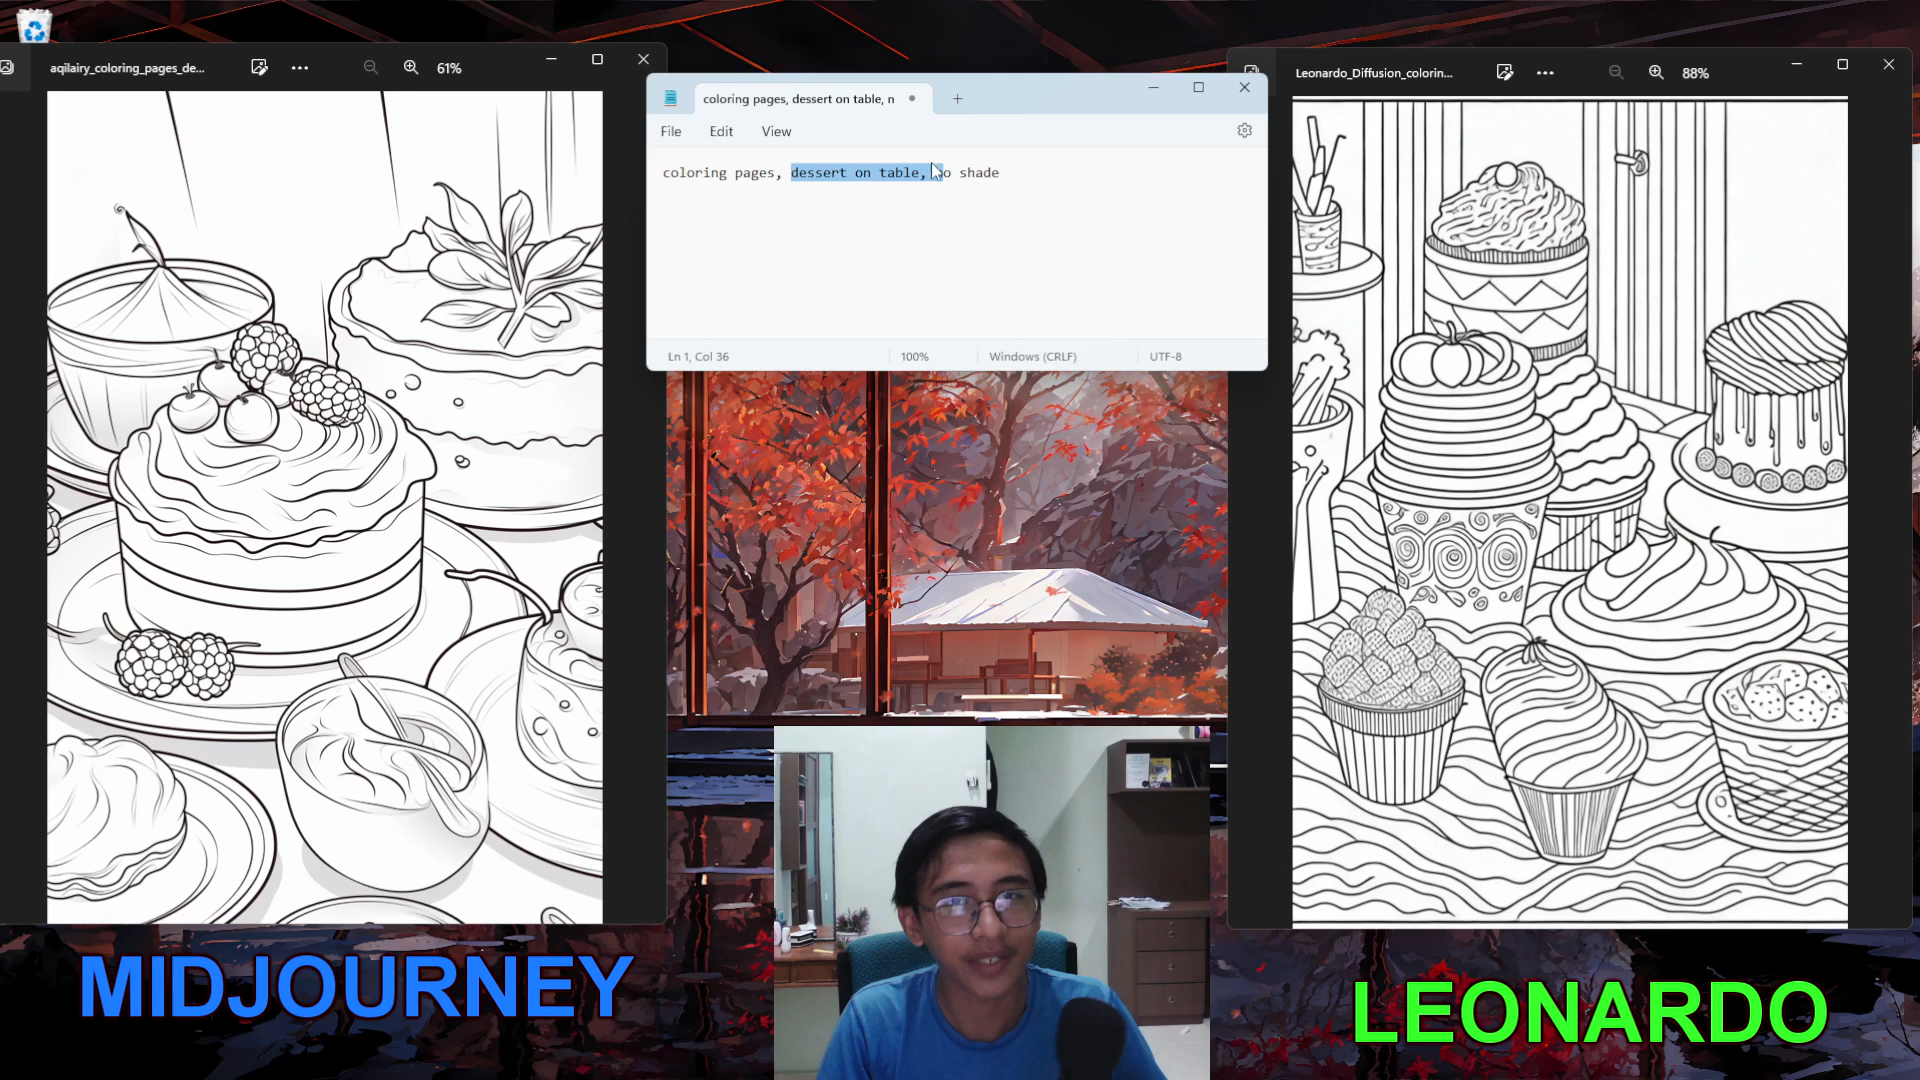 aqilairy_coloring_pages_de...
61%
coloring pages, dessert on table, n
File
Edit
View
coloring pages, dessert on table, no shade
Ln 1, Col 36
100%
Windows (CRLF)
UTF-8
Leonardo_Diffusion_colorin...
88%
MIDJOURNEY
LEONARDO